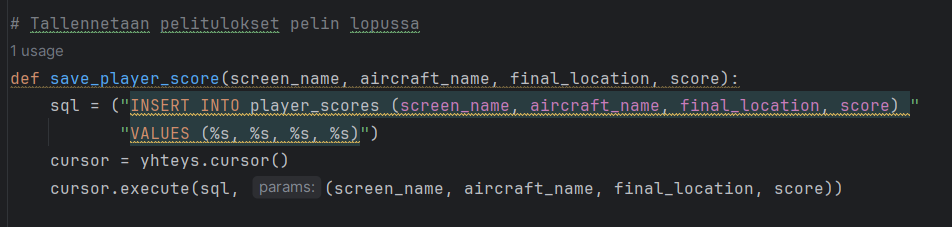 # Tallennetaan pelitulokset pelin lopussa
1 usage
def save_player_score(screen_name, aircraft_name, final_location, score):
    sql = ("INSERT INTO player_scores (screen_name, aircraft_name, final_location, score) "
           "VALUES (%s, %s, %s, %s)")
    cursor = yhteys.cursor()
    cursor.execute(sql, params: (screen_name, aircraft_name, final_location, score))